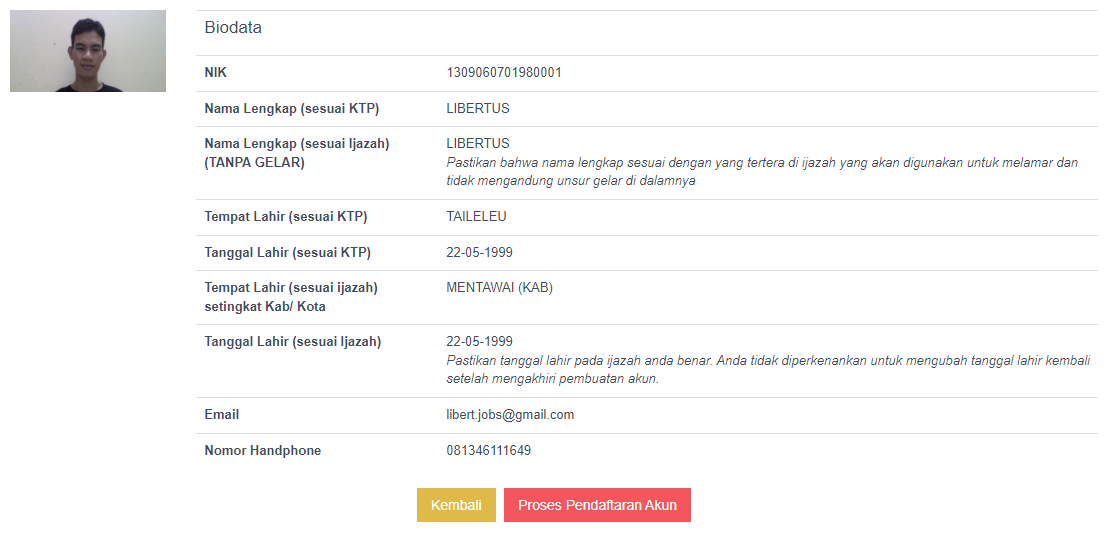 Biodata
NIK 1309060701980001
Nama Lengkap (sesuai KTP) LIBERTUS
Nama Lengkap (sesuai Ijazah) LIBERTUS
(TANPA GELAR) Pastikan bahwa nama lengkap sesuai dengan yang tertera di ijazah yang akan digunakan untuk melamar dan
tidak mengandung unsur gelar di dalamnya
Tempat Lahir (sesuai KTP) TAILELEU
Tanggal Lahir (sesuai KTP) 22-05-1999
Tempat Lahir (sesuai ijazah) MENTAWAI (KAB)
setingkat Kab/ Kota
Tanggal Lahir (sesuai Ijazah) 22-05-1999
Pastikan tanggal lahir pada ijazah anda benar. Anda tidak diperkenankan untuk mengubah tanggal lahir kembali
setelah mengakhiri pembuatan akun.
Email libert.jobs@gmail.com
Nomor Handphone 081346111649
Kembali Proses Pendaftaran Akun